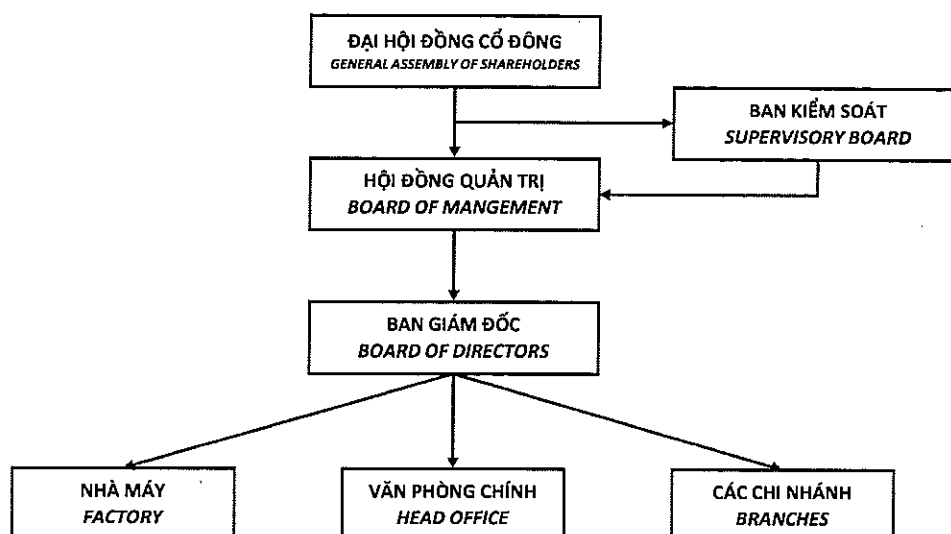 ĐẠI HỘI ĐỒNG CỔ ĐÔNG
GENERAL ASSEMBLY OF SHAREHOLDERS
BAN KIỂM SOÁT
SUPERVISORY BOARD
HỘI ĐỒNG QUẢN TRỊ
BOARD OF MANGEMENT
BAN GIÁM ĐỐC
BOARD OF DIRECTORS
NHÀ MÁY
FACTORY
VĂN PHÒNG CHÍNH
HEAD OFFICE
CÁC CHI NHÁNH
BRANCHES